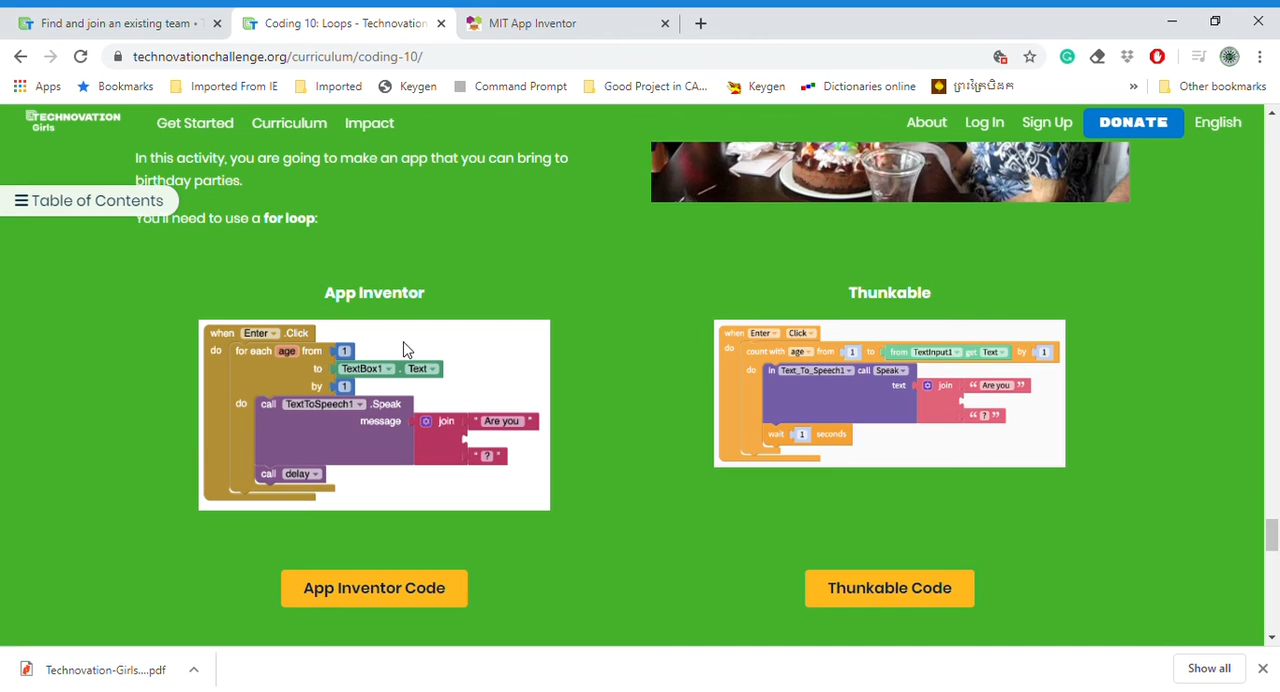 Find and join an existing team •
Coding 10: Loops - Technovation
MIT App Inventor
technovationchallenge.org/curriculum/coding-10/
Apps
Bookmarks
Imported From IE
Imported
Keygen
Command Prompt
Good Project in CA...
Keygen
Dictionaries online
ព្រះត្រៃបិដក
»
Other bookmarks
TECHNOVATION
Girls
Get Started
Curriculum
Impact
About
Log In
Sign Up
DONATE
English
In this activity, you are going to make an app that you can bring to
birthday parties.
Table of Contents
You'll need to use a for loop:
App Inventor
when Enter .Click
do for each age from 1
to TextBox1 . Text
by 1
do call TextToSpeech1 .Speak
message join " Are you "
" ? "
call delay
Thunkable
when Enter Click
do count with age from 1 to from TextInput1 get Text by 1
do in Text_To_Speech1 call Speak
text join “ Are you ”
“ ? ”
wait 1 seconds
App Inventor Code
Thunkable Code
Technovation-Girls....pdf
Show all